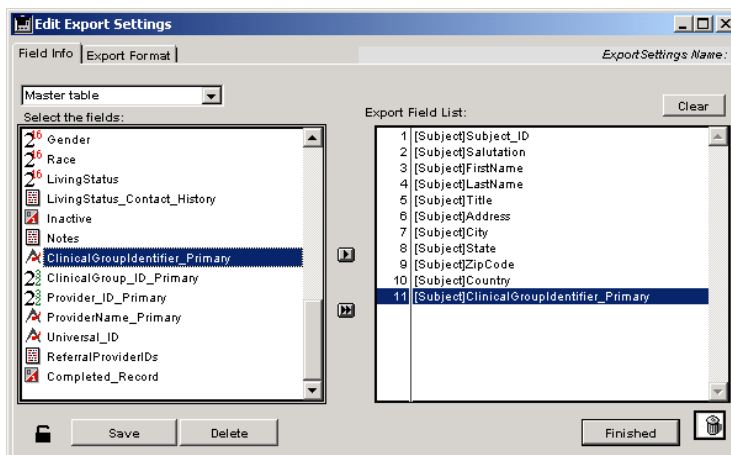 Edit Export Settings
Field Info
Export Format
ExportSettings Name:
Master table
Select the fields:
Gender
Race
LivingStatus
LivingStatus_Contact_History
Inactive
Notes
ClinicalGroupIdentifier_Primary
ClinicalGroup_ID_Primary
Provider_ID_Primary
ProviderName_Primary
Universal_ID
ReferralProviderIDs
Completed_Record
Export Field List:
Clear
1 [Subject]Subject_ID
2 [Subject]Salutation
3 [Subject]FirstName
4 [Subject]LastName
5 [Subject]Title
6 [Subject]Address
7 [Subject]City
8 [Subject]State
9 [Subject]ZipCode
10 [Subject]Country
11 [Subject]ClinicalGroupIdentifier_Primary
Save
Delete
Finished